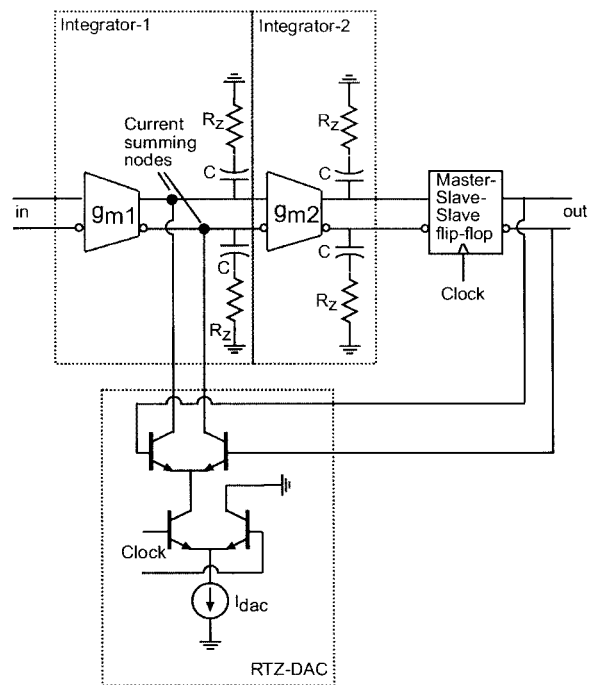 Integrator-1
Integrator-2
RZ
RZ
Current
summing
nodes
C
C
in
gm1
gm2
Master-
Slave-
Slave
flip-flop
out
C
C
Clock
RZ
RZ
Clock
Idac
RTZ-DAC